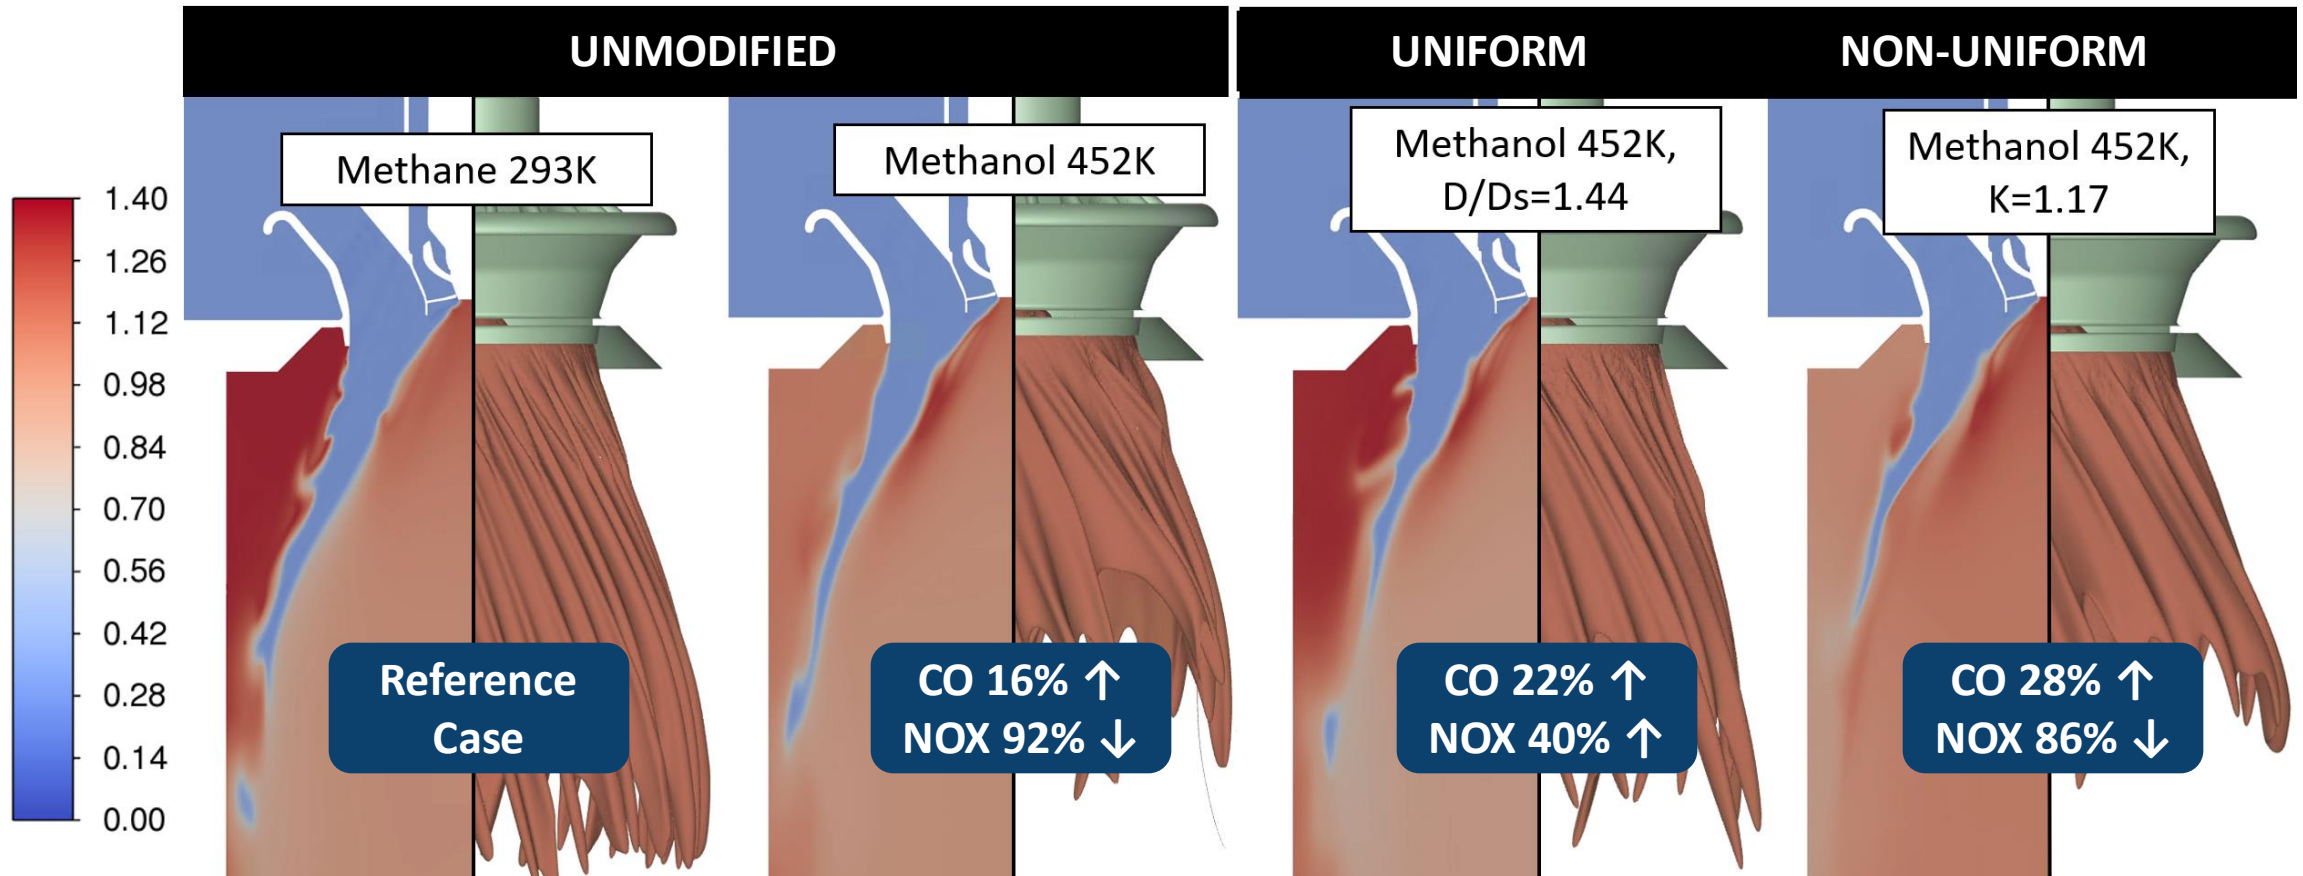 UNMODIFIED
UNIFORM
NON-UNIFORM
Methane 293K
Methanol 452K
Methanol 452K,
D/Ds=1.44
Methanol 452K,
K=1.17
1.40
1.26
1.12
0.98
0.84
0.70
0.56
0.42
0.28
0.14
0.00
Reference
Case
CO 16% ↑
NOX 92% ↓
CO 22% ↑
NOX 40% ↑
CO 28% ↑
NOX 86% ↓